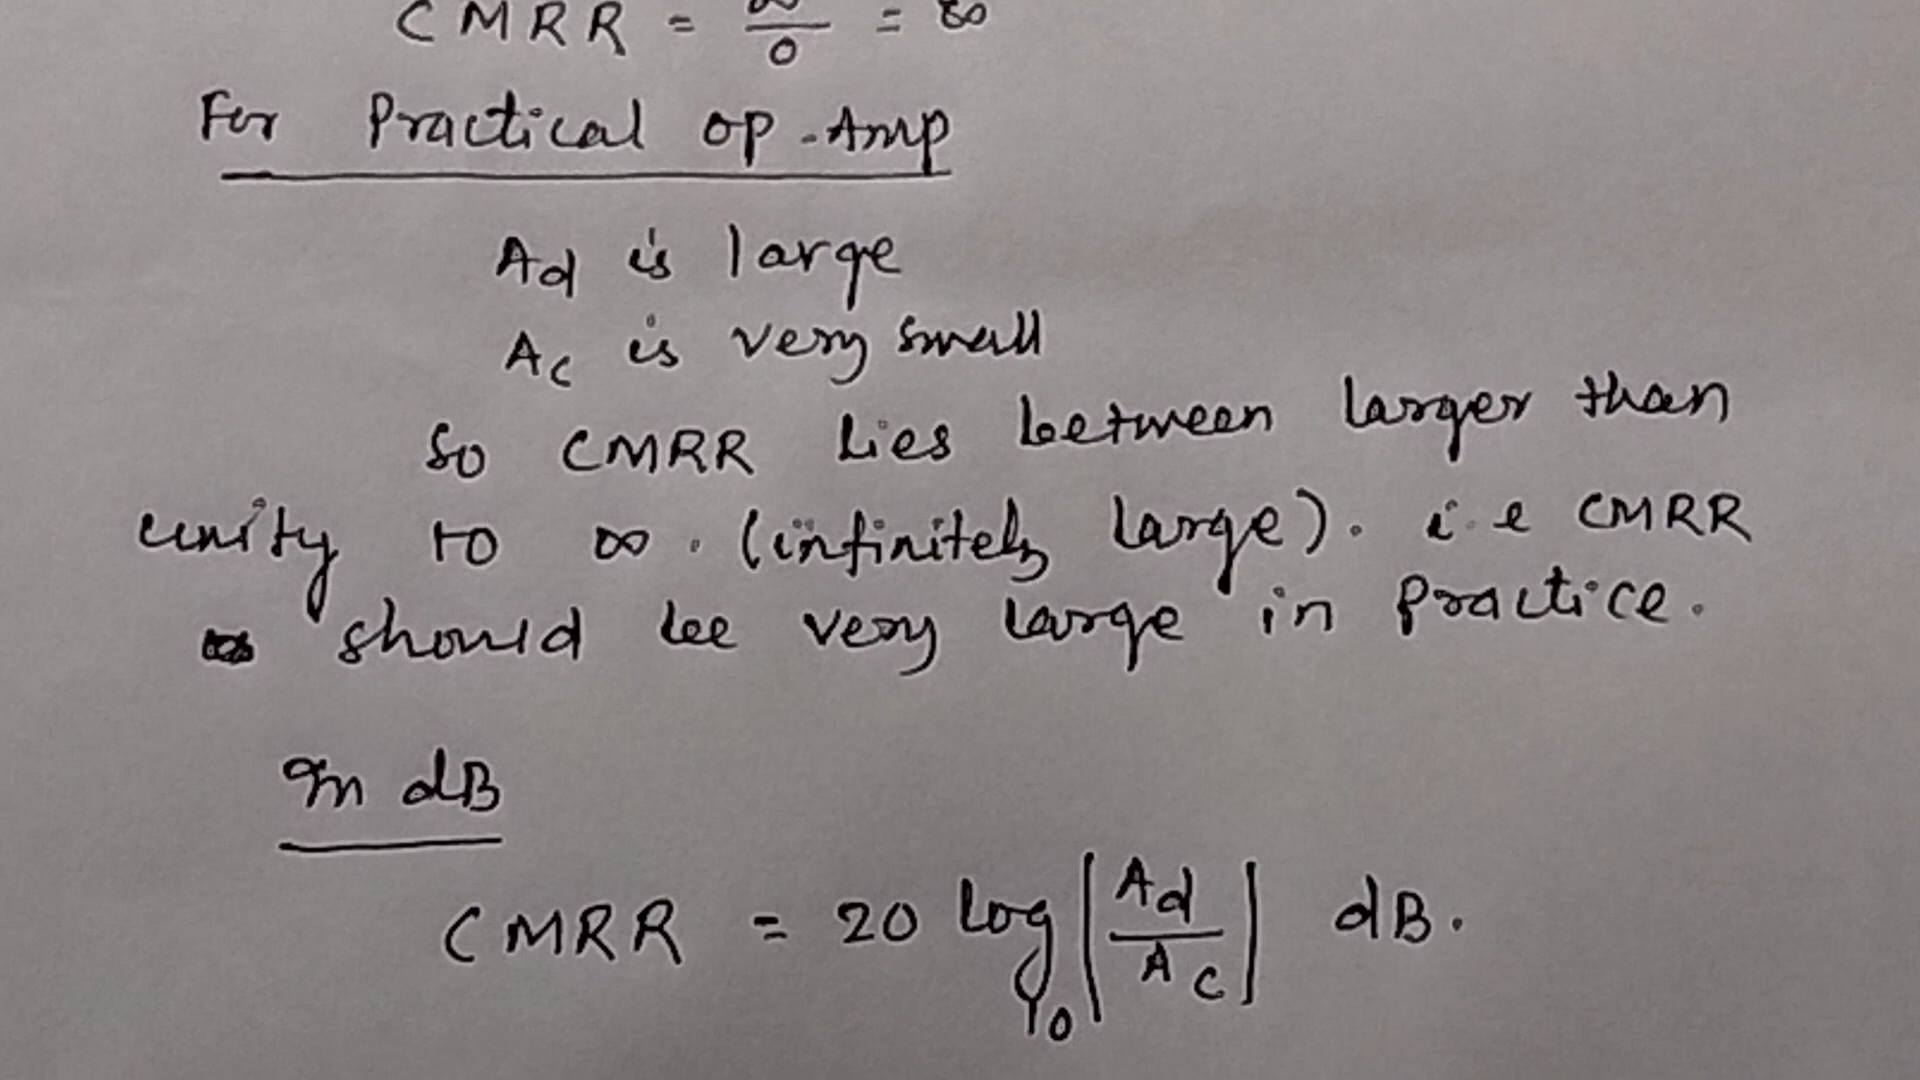 CMRR = ∞/0 = ∞
For Practical op-Amp
Ad is large
Ac is very small
So CMRR lies between larger than
unity to ∞. (infinitely large). i.e CMRR
should be very large in practice.
In dB
CMRR = 20 log10 |Ad/Ac| dB.